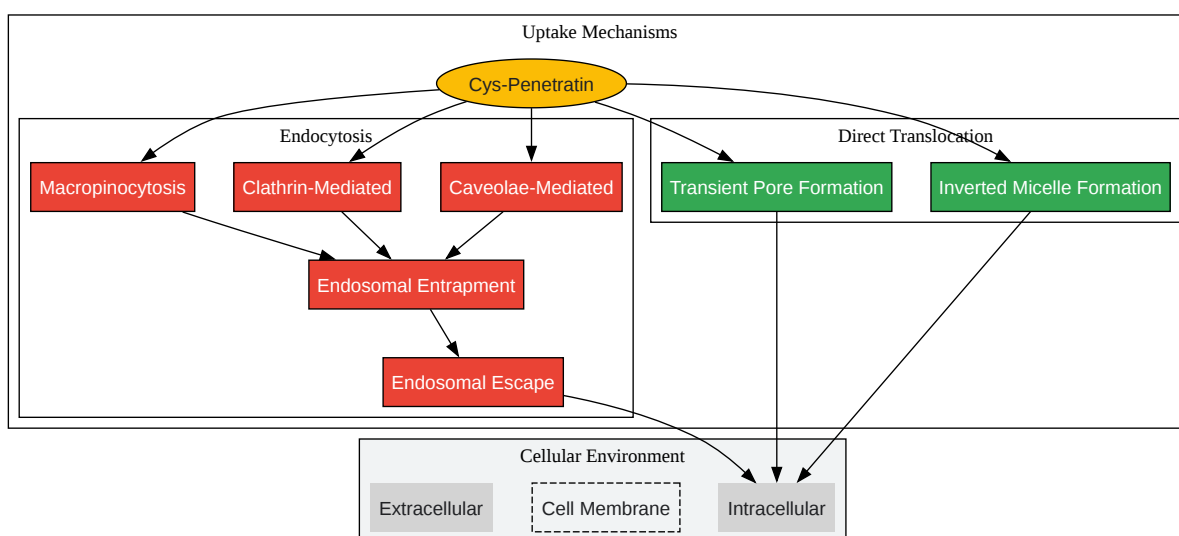 Uptake Mechanisms
Cys-Penetratin
Endocytosis
Direct Translocation
Macropinocytosis
Clathrin-Mediated
Caveolae-Mediated
Transient Pore Formation
Inverted Micelle Formation
Endosomal Entrapment
Endosomal Escape
Cellular Environment
Extracellular
Cell Membrane
Intracellular